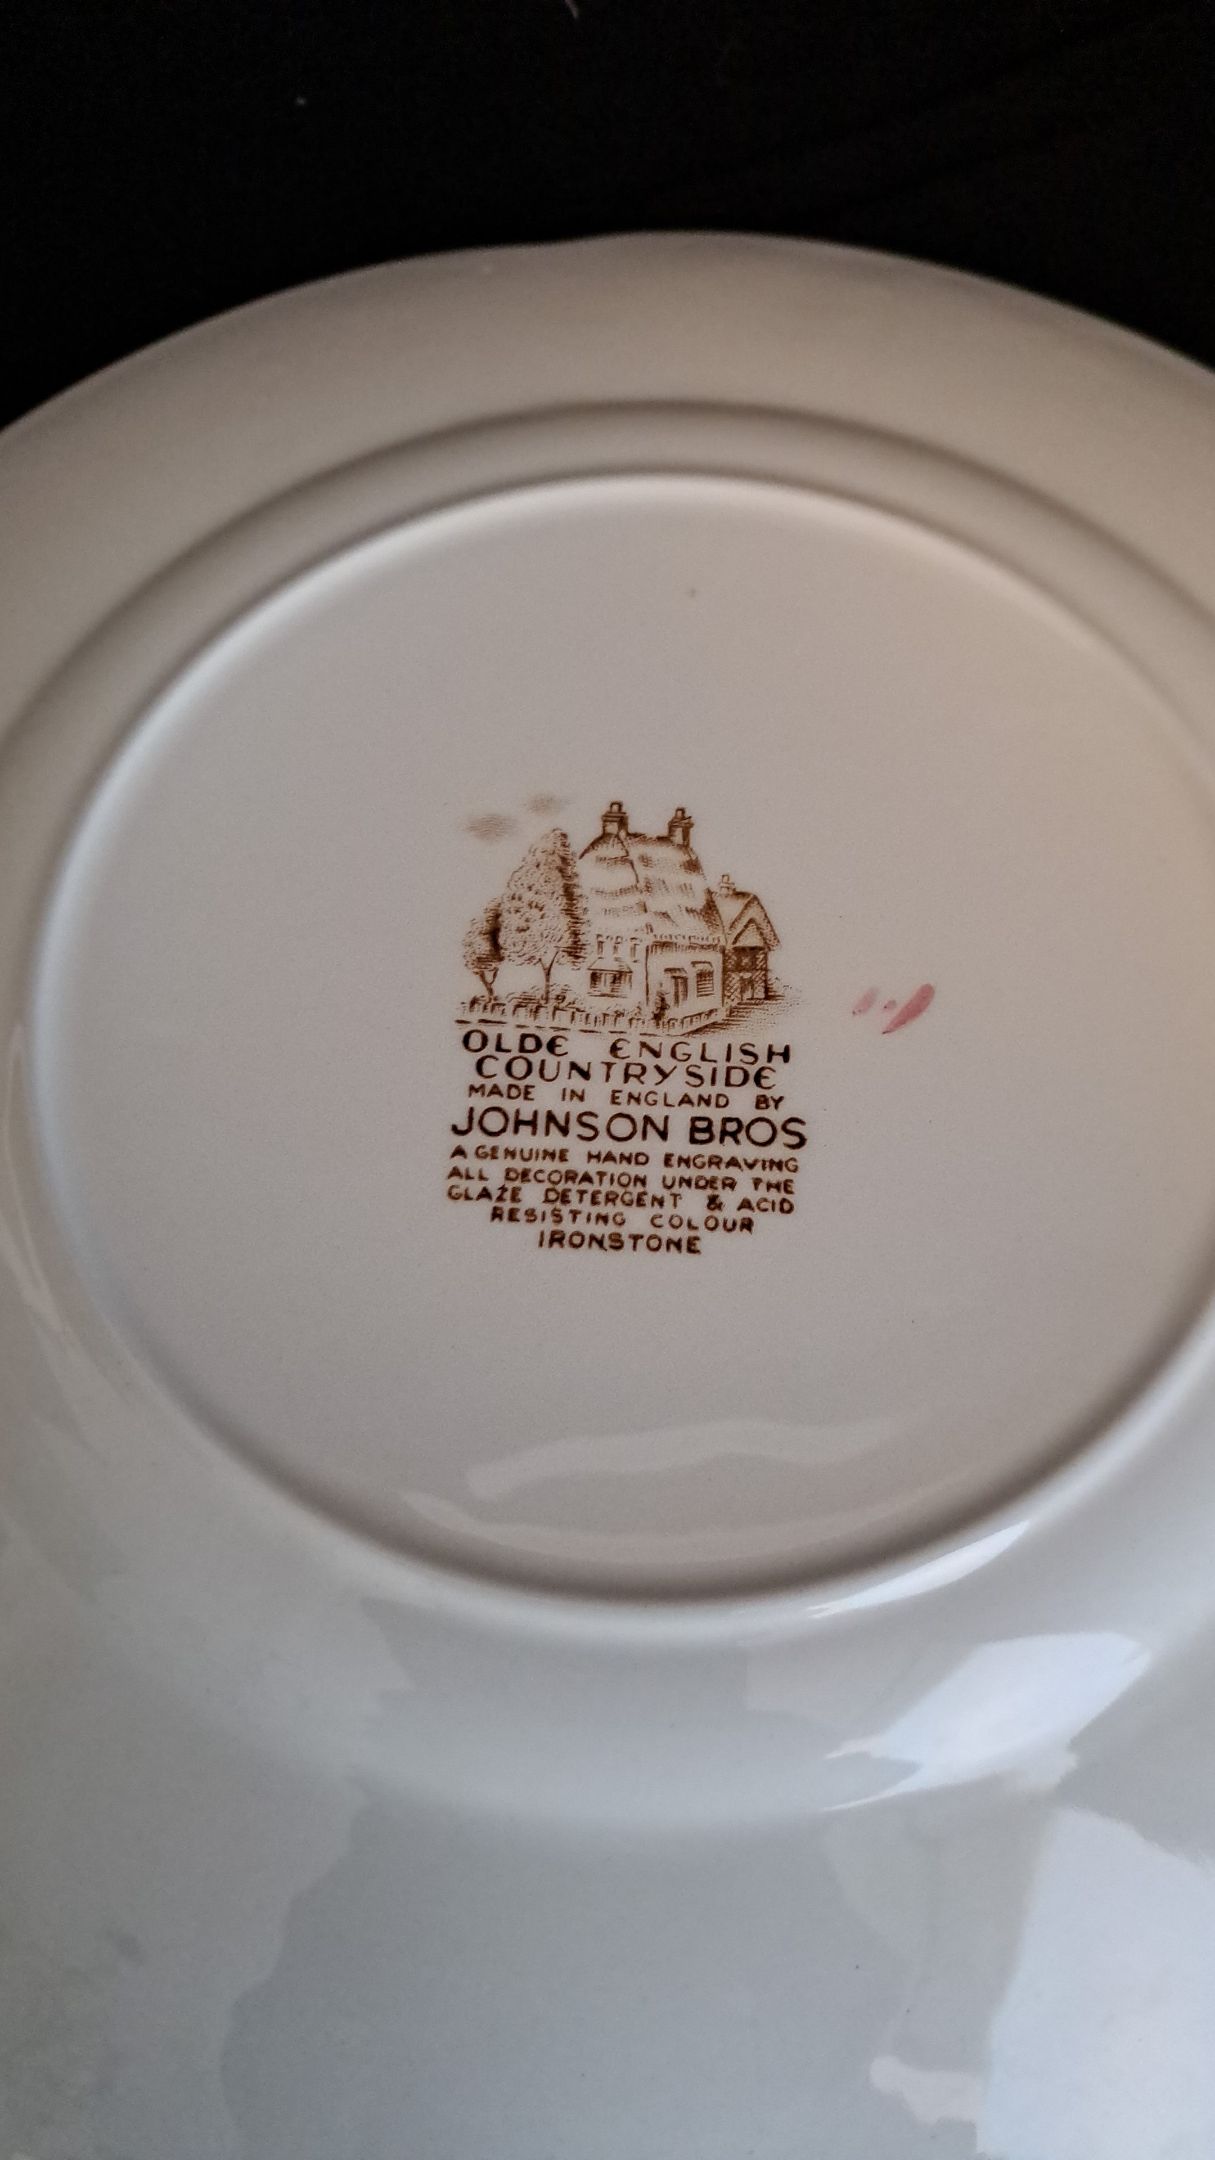 OLDE ENGLISH
COUNTRYSIDE
MADE IN ENGLAND BY
JOHNSON BROS
A GENUINE HAND ENGRAVING
ALL DECORATION UNDER THE
GLAZE DETERGENT & ACID
RESISTING COLOUR
IRONSTONE